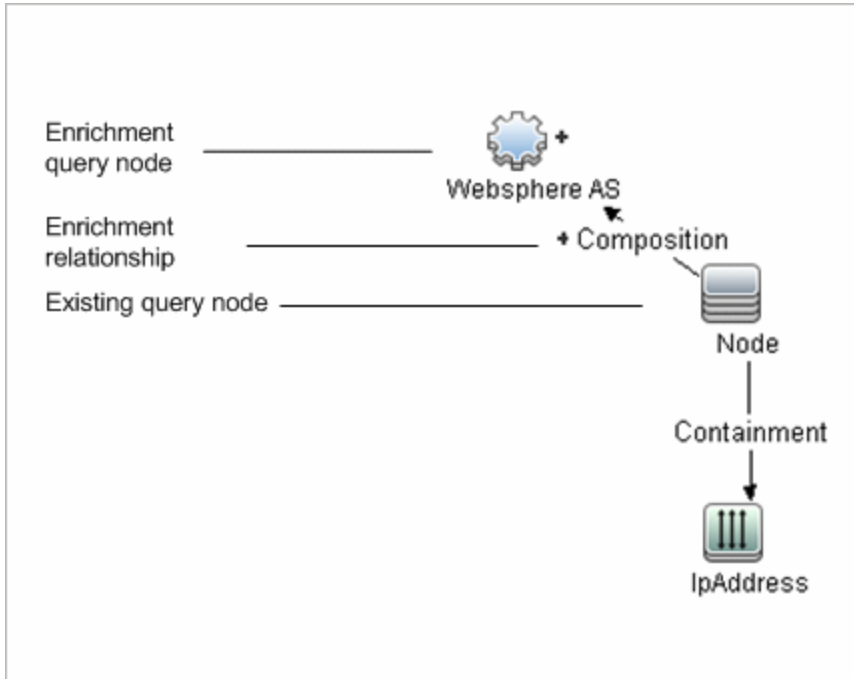 Enrichment
query node
+
Websphere AS
Enrichment
relationship
+ Composition
Existing query node
Node
Containment
IpAddress